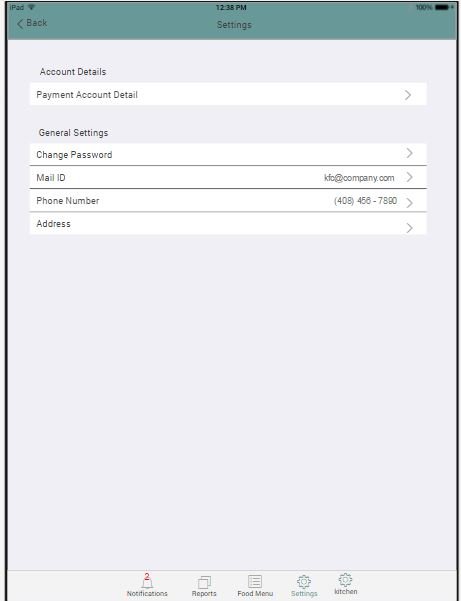 iPad 12:38 PM 100%
Back Settings
Account Details
Payment Account Detail
General Settings
Change Password
Mail ID kfc@company.com
Phone Number (408) 456 - 7890
Address
2
Notifications Reports Food Menu Settings kitchen